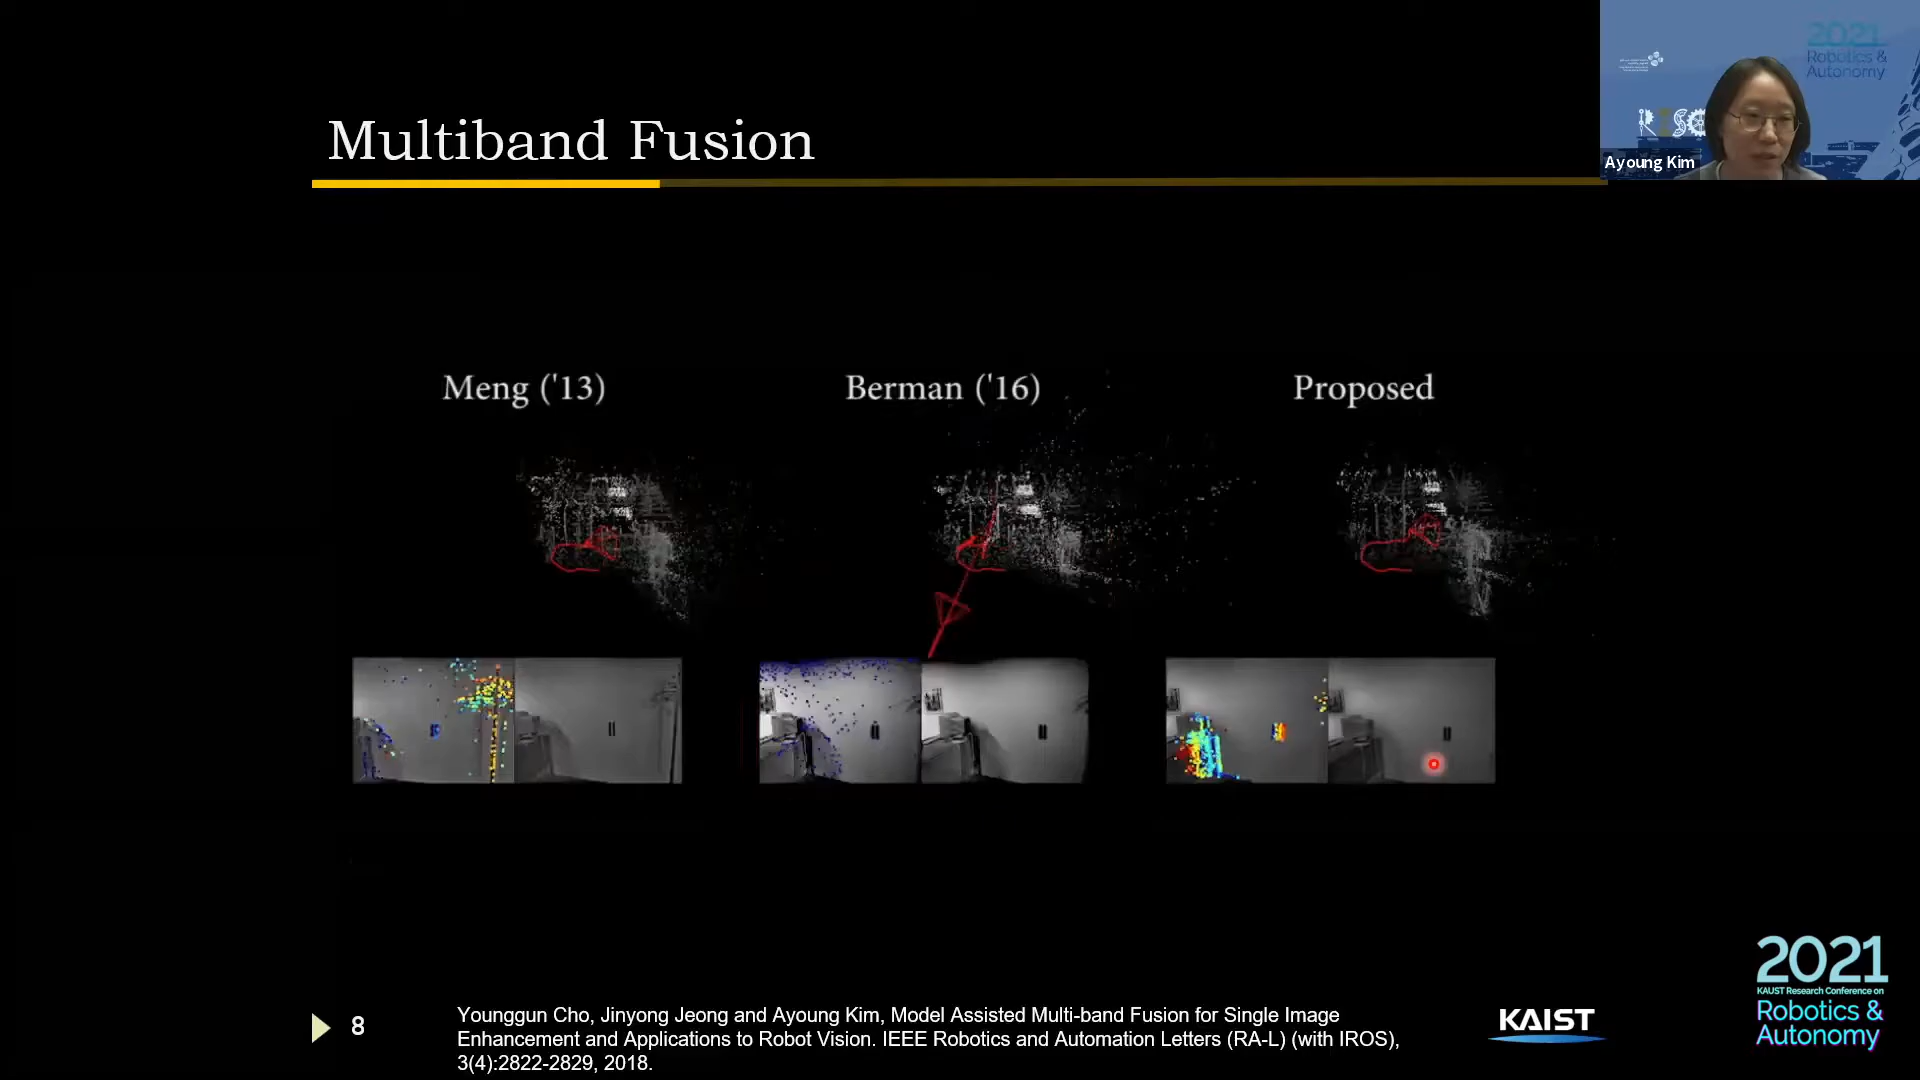 Multiband Fusion
2021
Robotics &
Autonomy
RISC
Ayoung Kim
Meng ('13)
Berman ('16)
Proposed
8
Younggun Cho, Jinyong Jeong and Ayoung Kim, Model Assisted Multi-band Fusion for Single Image
Enhancement and Applications to Robot Vision. IEEE Robotics and Automation Letters (RA-L) (with IROS),
3(4):2822-2829, 2018.
KAIST
2021
KAUST Research Conference on
Robotics &
Autonomy